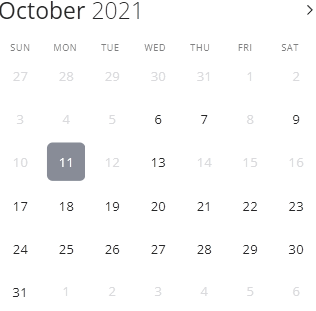 October 2021
SUN MON TUE WED THU FRI SAT
27 28 29 30 31 1 2
3 4 5 6 7 8 9
10 11 12 13 14 15 16
17 18 19 20 21 22 23
24 25 26 27 28 29 30
31 1 2 3 4 5 6